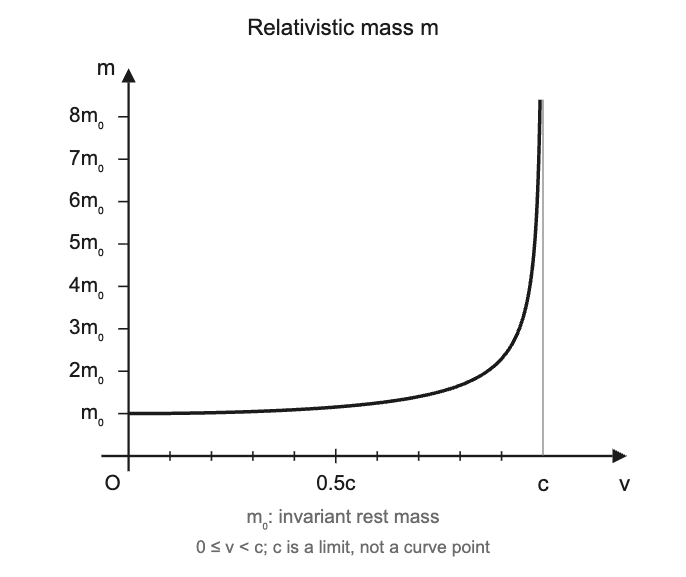 Relativistic mass m
m
8m₀
7m₀
6m₀
5m₀
4m₀
3m₀
2m₀
m₀
O 0.5c c v
m₀: invariant rest mass
0 ≤ v < c; c is a limit, not a curve point